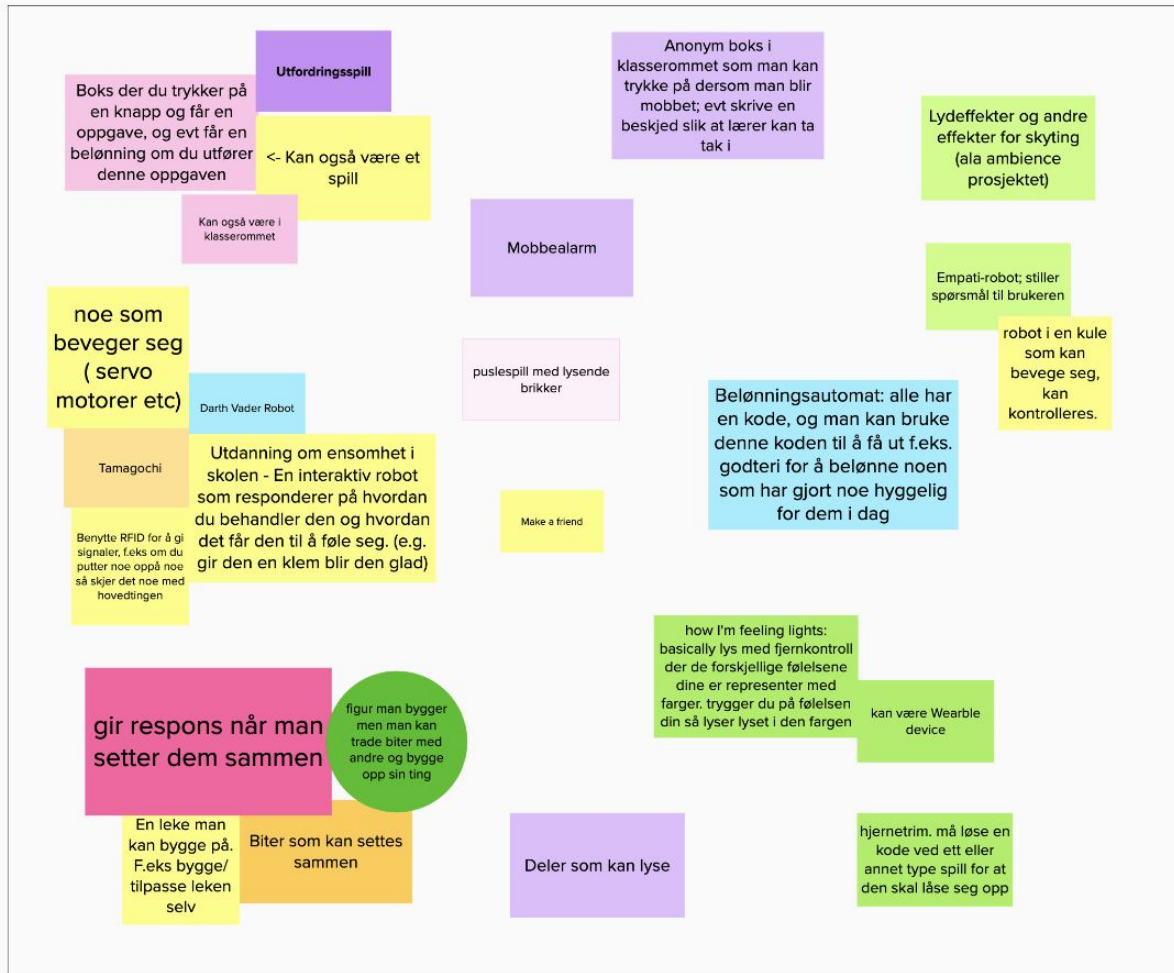 Utfordringsspill
Boks der du trykker på
en knapp og får en
oppgave, og evt får en
belønning om du utfører
denne oppgaven
<- Kan også være et
spill
Kan også være i
klasserommet
Anonym boks i
klasserommet som man kan
trykke på dersom man blir
mobbet; evt skrive en
beskjed slik at lærer kan ta
tak i
Lydeffekter og andre
effekter for skyting
(ala ambience
prosjektet)
Mobbealarm
Empati-robot; stiller
spørsmål til brukeren
robot i en kule
som kan
bevege seg,
kan
kontrolleres.
noe som
beveger seg
( servo
motorer etc)
Darth Vader Robot
Tamagochi
Utdanning om ensomhet i
skolen - En interaktiv robot
som responderer på hvordan
du behandler den og hvordan
det får den til å føle seg. (e.g.
gir den en klem blir den glad)
Benytte RFID for å gi
signaler, f.eks om du
putter noe oppå noe
så skjer det noe med
hovedtingen
puslespill med lysende
brikker
Belønningsautomat: alle har
en kode, og man kan bruke
denne koden til å få ut f.eks.
godteri for å belønne noen
som har gjort noe hyggelig
for dem i dag
Make a friend
how I'm feeling lights:
basically lys med fjernkontroll
der de forskjellige følelsene
dine er representer med
farger. trygger du på følelsen
din så lyser lyset i den fargen
kan være Wearble
device
gir respons når man
setter dem sammen
figur man bygger
men man kan
trade biter med
andre og bygge
opp sin ting
En leke man
kan bygge på.
F.eks bygge/
tilpasse leken
selv
Biter som kan settes
sammen
Deler som kan lyse
hjernetrim. må løse en
kode ved ett eller
annet type spill for at
den skal låse seg opp